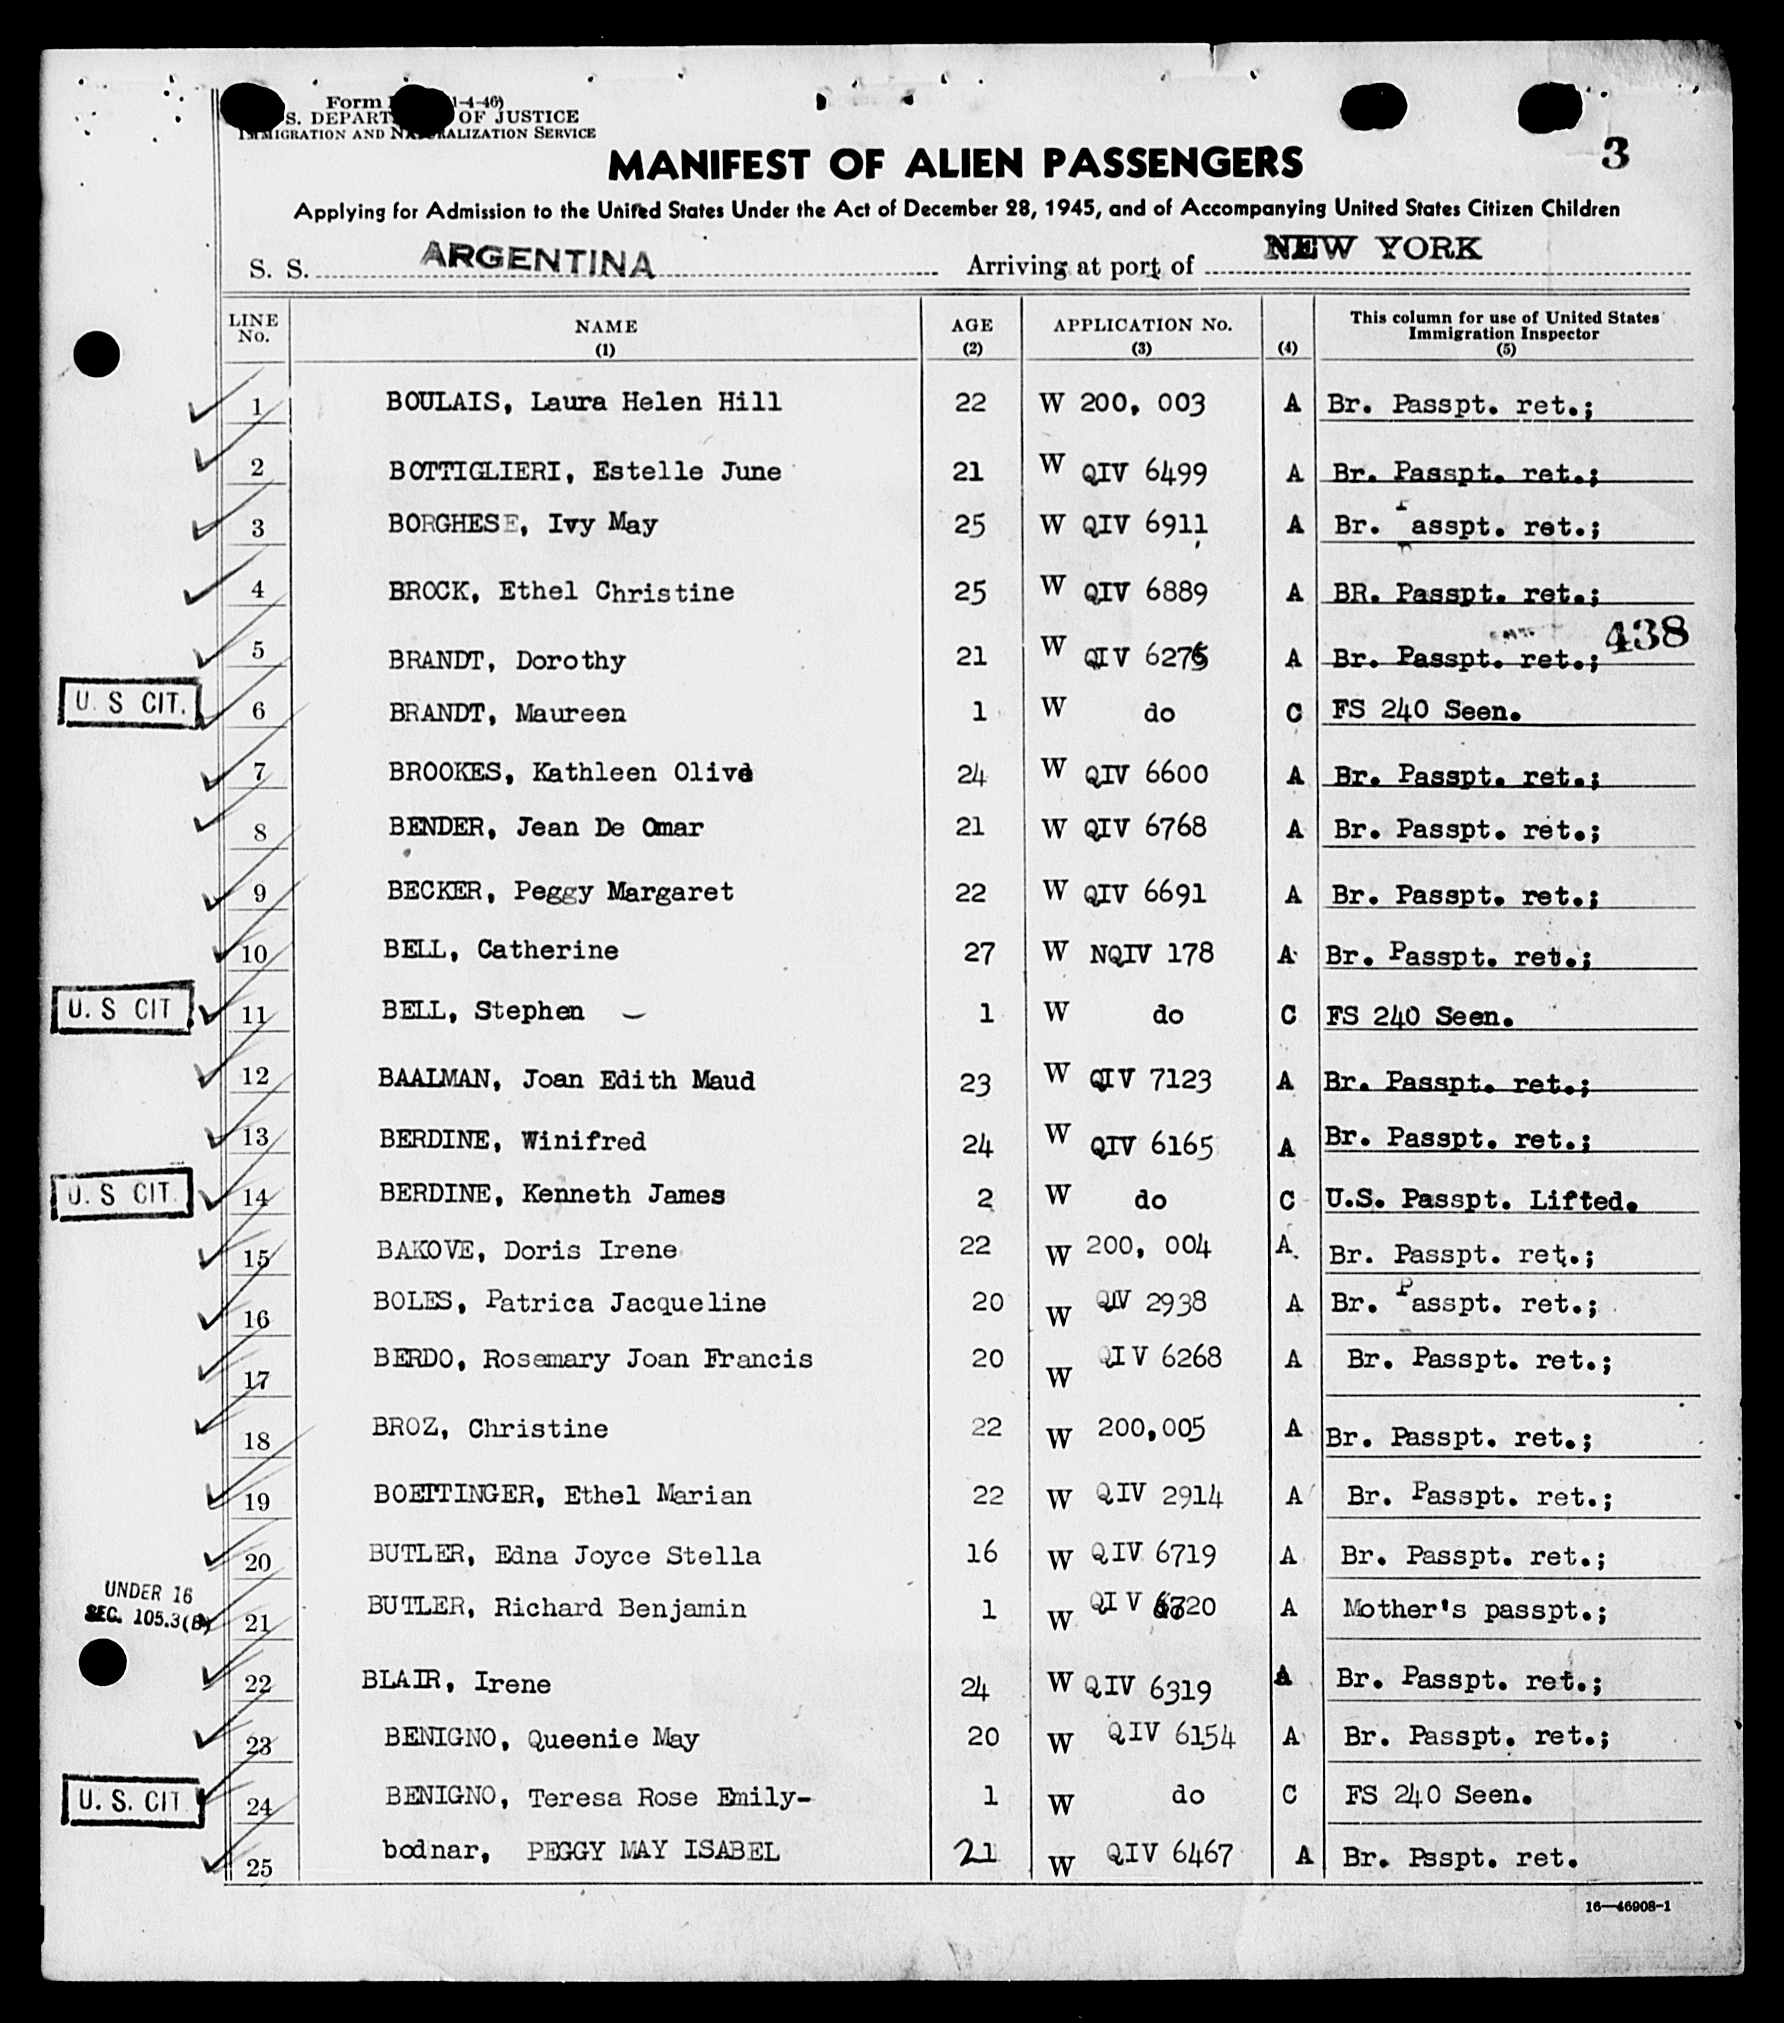 Form (1-4-46)
S. DEPARTMENT OF JUSTICE
IMMIGRATION AND NATURALIZATION SERVICE
MANIFEST OF ALIEN PASSENGERS
3
Applying for Admission to the United States Under the Act of December 28, 1945, and of Accompanying United States Citizen Children
S. S. ARGENTINA Arriving at port of NEW YORK
LINE No. NAME (1) AGE (2) APPLICATION No. (3) (4) This column for use of United States Immigration Inspector (5)
1 BOULAIS, Laura Helen Hill 22 W 200, 003 A Br. Passpt. ret.;
2 BOTTIGLIERI, Estelle June 21 W QIV 6499 A Br. Passpt. ret.;
3 BORGHESE, Ivy May 25 W QIV 6911 A Br. Passpt. ret.;
4 BROCK, Ethel Christine 25 W QIV 6889 A BR. Passpt. ret.;
438
5 BRANDT, Dorothy 21 W QIV A Br. Passpt. ret.;
U. S CIT. 6 BRANDT, Maureen 1 W do C FS 240 Seen.
7 BROOKES, Kathleen Olive 24 W QIV 6600 A Br. Passpt. ret.;
8 BENDER, Jean De Omar 21 W QIV 6768 A Br. Passpt. ret.;
9 BECKER, Peggy Margaret 22 W QIV 6691 A Br. Passpt. ret.;
10 BELL, Catherine 27 W NQIV 178 A Br. Passpt. ret.;
U. S CIT 11 BELL, Stephen 1 W do C FS 240 Seen.
12 BAALMAN, Joan Edith Maud 23 W QIV 7123 A Br. Passpt. ret.;
13 BERDINE, Winifred 24 W QIV 6165 A Br. Passpt. ret.;
U. S CIT. 14 BERDINE, Kenneth James 2 W do C U.S. Passpt. Lifted.
15 BAKOVE, Doris Irene 22 W 200, 004 A. Br. Passpt. ret.;
16 BOLES, Patrica Jacqueline 20 W QIV 2938 A Br. Passpt. ret.;
17 BERDO, Rosemary Joan Francis 20 W QIV 6268 A Br. Passpt. ret.;
18 BROZ, Christine 22 W 200,005 A Br. Passpt. ret.;
19 BOETTINGER, Ethel Marian 22 W QIV 2914 A Br. Passpt. ret.;
20 BUTLER, Edna Joyce Stella 16 W QIV 6719 A Br. Passpt. ret.;
UNDER 16
SEC. 105.3(B) 21 BUTLER, Richard Benjamin 1 W QIV 6720 A Mother's passpt.;
22 BLAIR, Irene 24 W QIV 6319 A Br. Passpt. ret.;
23 BENIGNO, Queenie May 20 W QIV 6154 A Br. Passpt. ret.;
U. S. CIT 24 BENIGNO, Teresa Rose Emily- 1 W do C FS 240 Seen.
25 bodnar, PEGGY MAY ISABEL 21 W QIV 6467 A Br. Psspt. ret.
16—46908-1